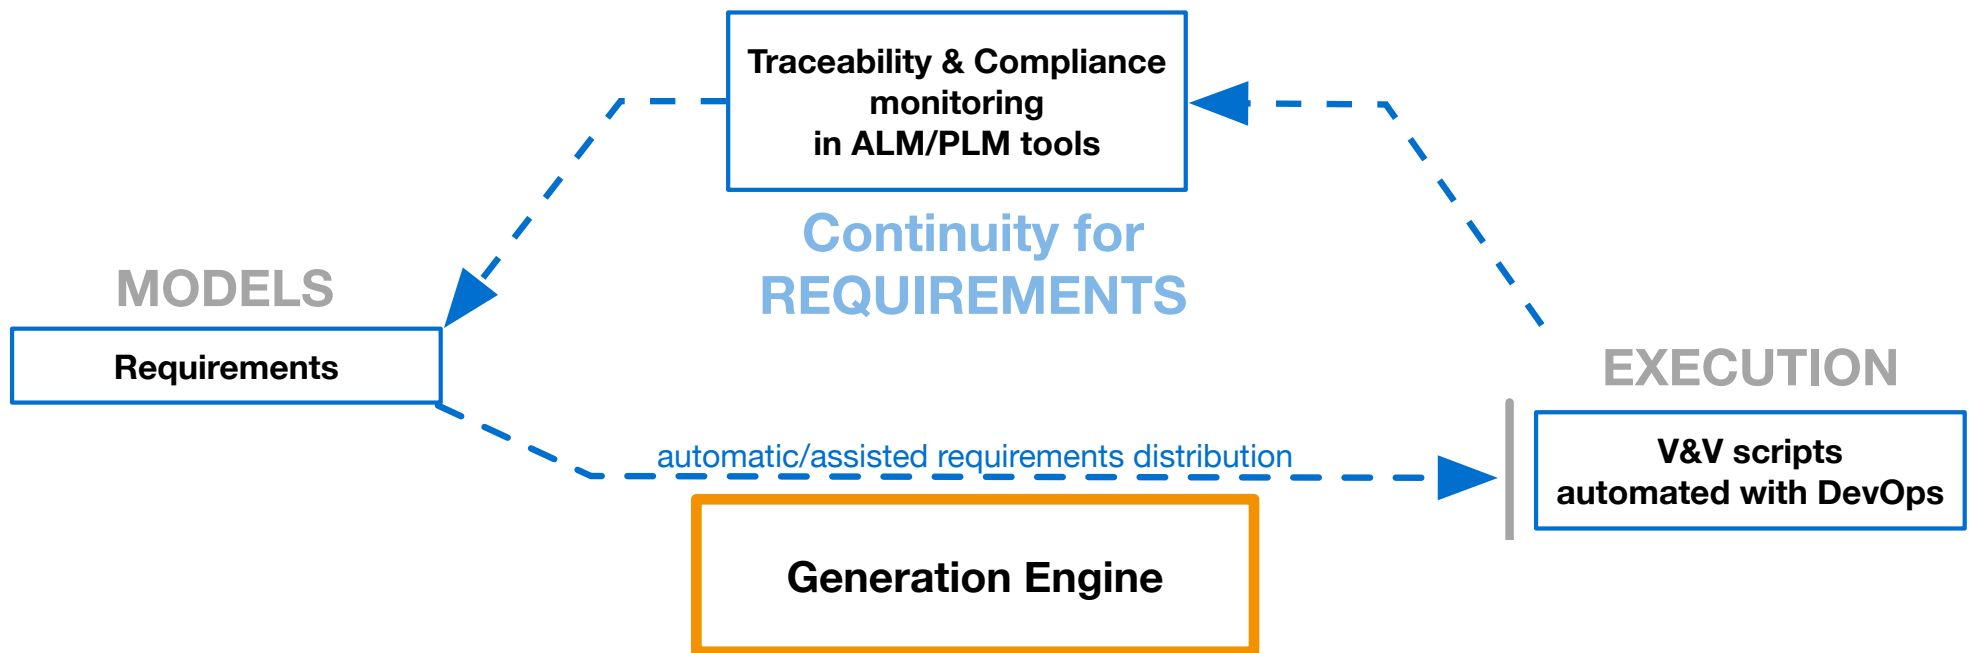 Traceability & Compliance
monitoring
in ALM/PLM tools
Continuity for
REQUIREMENTS
MODELS
Requirements
EXECUTION
V&V scripts
automated with DevOps
automatic/assisted requirements distribution
Generation Engine